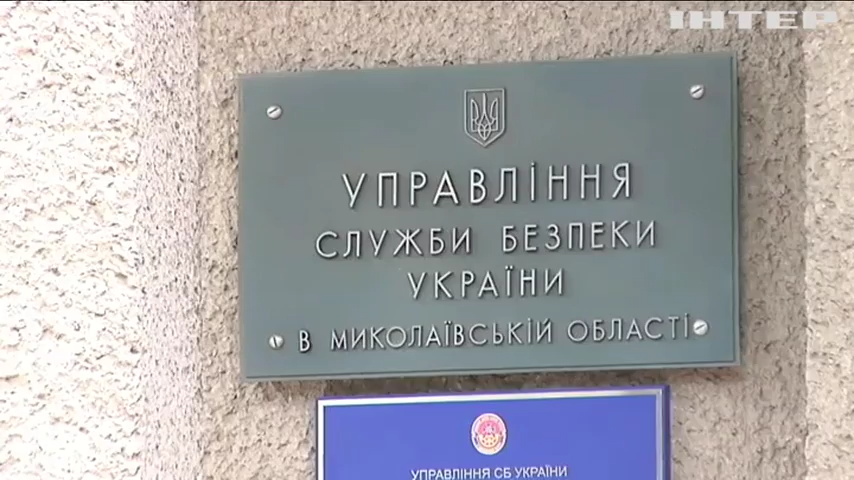 ІНТЕР
УПРАВЛІННЯ
СЛУЖБИ БЕЗПЕКИ
УКРАЇНИ
В МИКОЛАЇВСЬКІЙ ОБЛАСТІ
УПРАВЛІННЯ СБ УКРАЇНИ